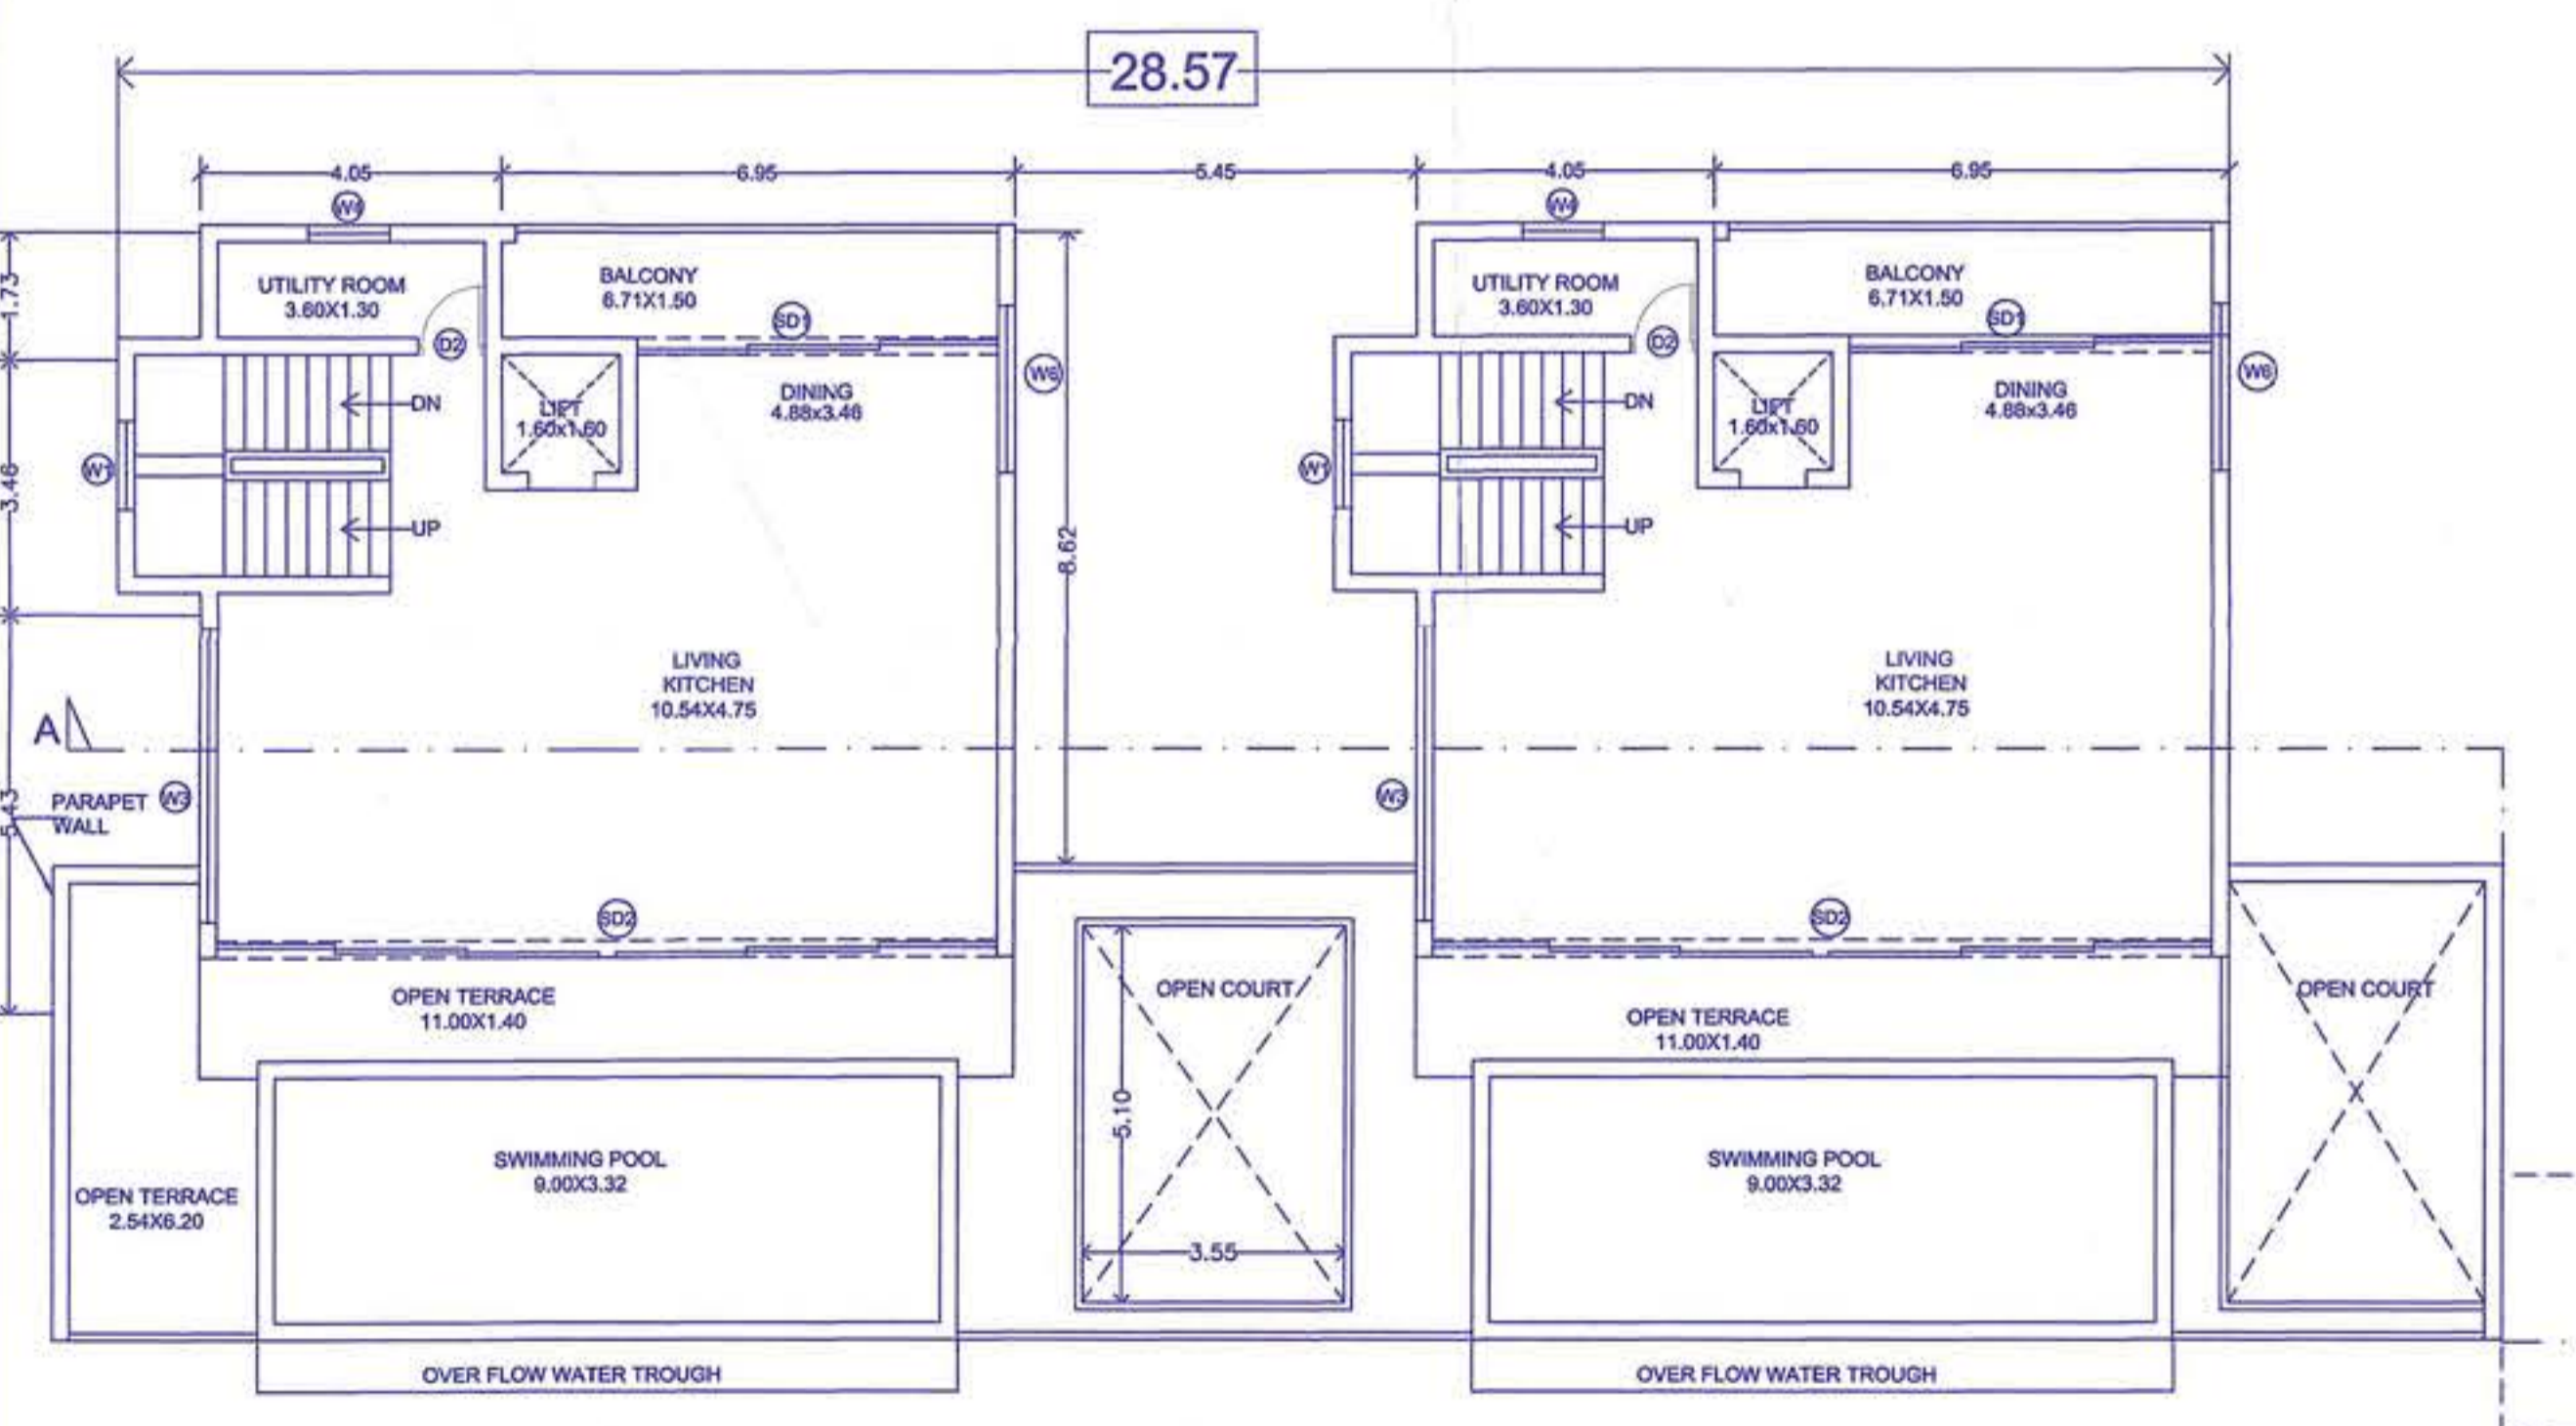 28.57
4.05
6.95
5.45
4.05
6.95
W4
W4
1.73
UTILITY ROOM
3.60X1.30
BALCONY
6.71X1.50
SD1
D2
UTILITY ROOM
3.60X1.30
BALCONY
6.71X1.50
SD1
D2
W6
W6
DINING
4.88x3.46
DINING
4.88x3.46
DN
LIFT
1.60x1.60
DN
LIFT
1.60x1.60
3.46
W1
W1
UP
UP
8.62
LIVING
KITCHEN
10.54X4.75
LIVING
KITCHEN
10.54X4.75
A
5.43
PARAPET
WALL
W3
W3
SD2
SD2
OPEN TERRACE
11.00X1.40
OPEN COURT
OPEN TERRACE
11.00X1.40
OPEN COURT
5.10
SWIMMING POOL
9.00X3.32
SWIMMING POOL
9.00X3.32
OPEN TERRACE
2.54X6.20
3.55
OVER FLOW WATER TROUGH
OVER FLOW WATER TROUGH